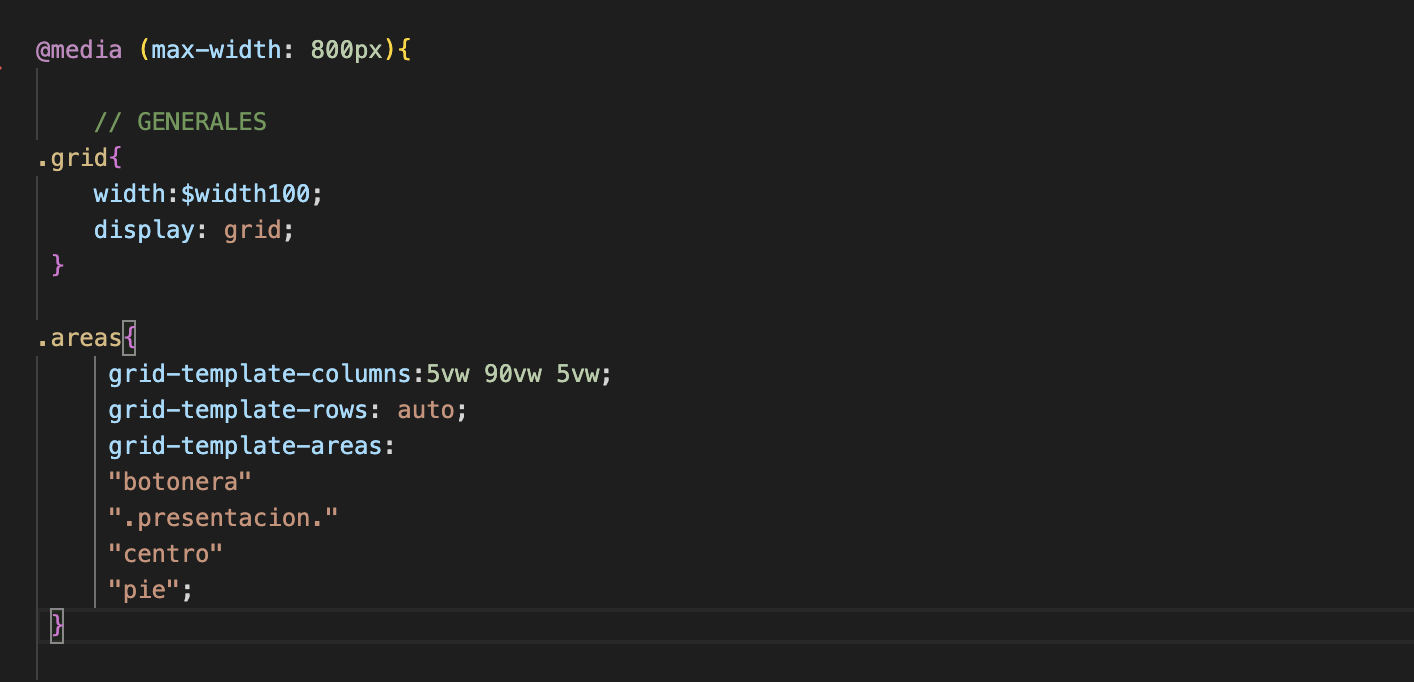 @media (max-width: 800px){
// GENERALES
.grid{
width:$width100;
display: grid;
}
.areas{
grid-template-columns:5vw 90vw 5vw;
grid-template-rows: auto;
grid-template-areas:
"botonera"
".presentacion."
"centro"
"pie";
}